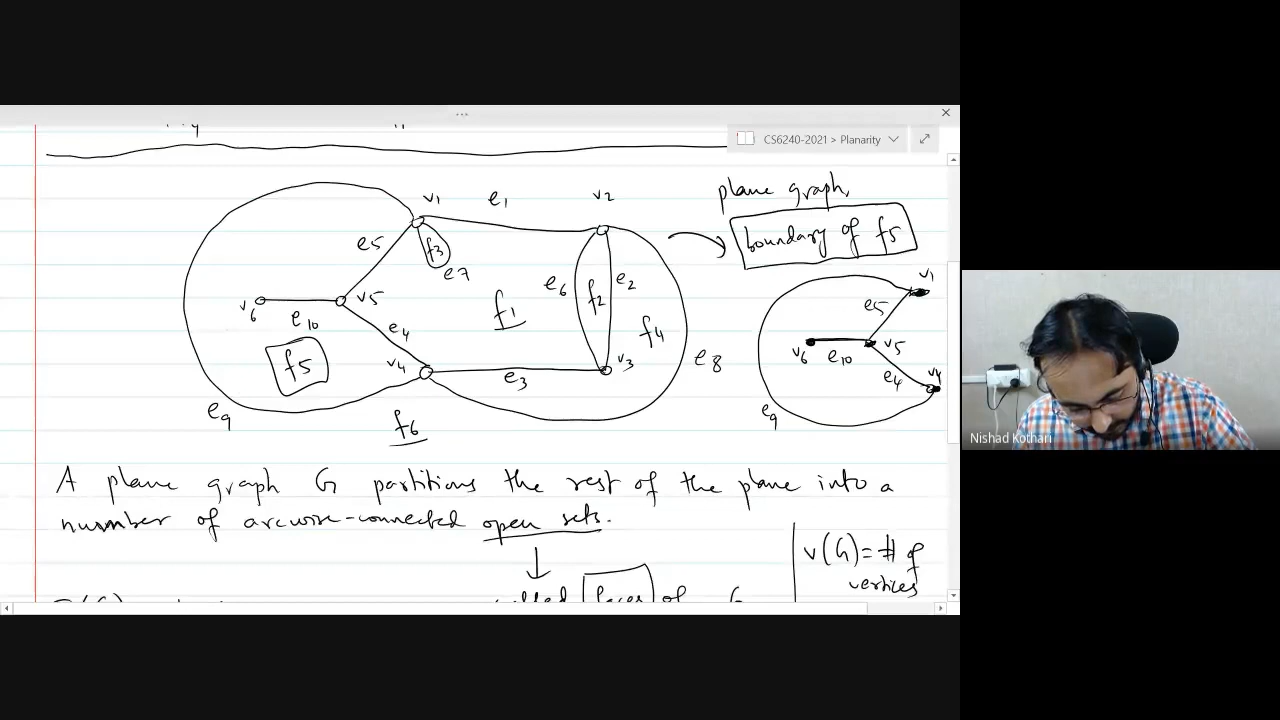 CS6240-2021 > Planarity
v1 e1 v2
plane graph,
boundary of f5
e5 f3 e7
e6 f2 e2
v6 e10 v5 f1 f4
f5 e4 v4 e3 v3 e8
e9 f6
v1
e5
v6 e10 v5
e4 v4
e9
Nishad Kothari
A plane graph G partitions the rest of the plane into a
number of arcwise-connected open sets.
v(G) = # of
vertices
called faces of G